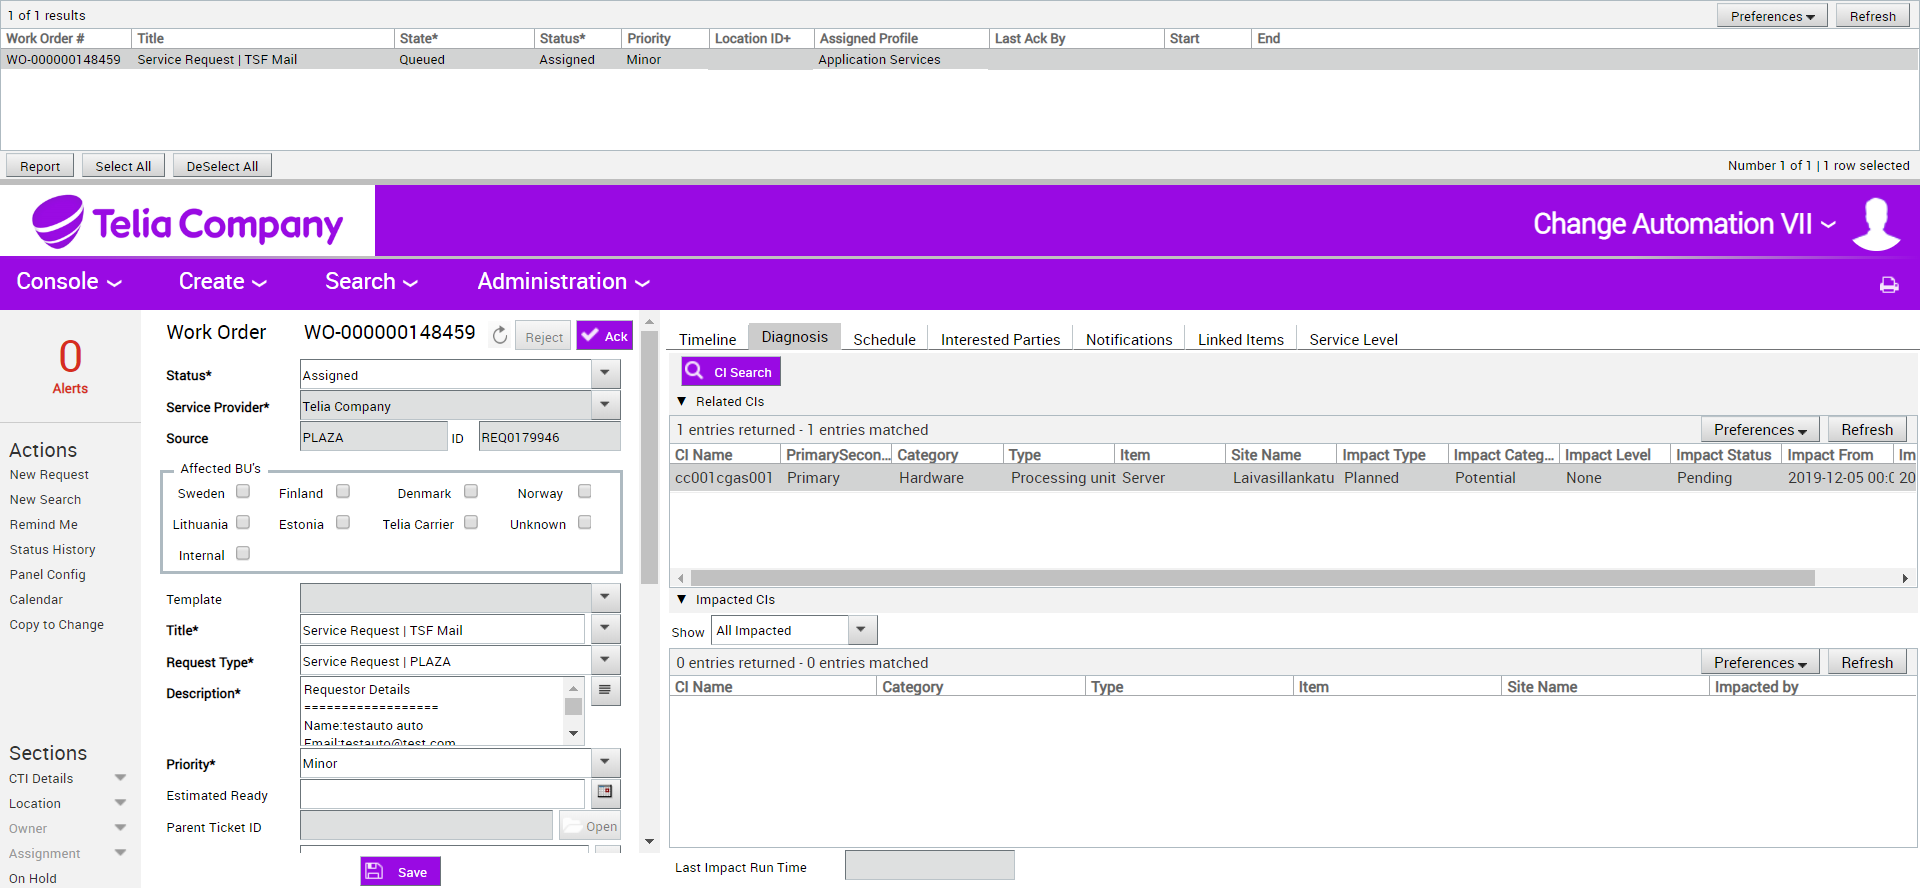 1 of 1 results
Preferences
Refresh
Work Order # Title State* Status* Priority Location ID+ Assigned Profile Last Ack By Start End
WO-000000148459 Service Request | TSF Mail Queued Assigned Minor Application Services
Report Select All DeSelect All
Number 1 of 1 | 1 row selected
Telia Company
Change Automation VII
Console Create Search Administration
0
Alerts
Actions
New Request
New Search
Remind Me
Status History
Panel Config
Calendar
Copy to Change
Sections
CTI Details
Location
Owner
Assignment
On Hold
Work Order WO-000000148459 Reject Ack
Status* Assigned
Service Provider* Telia Company
Source PLAZA ID REQ0179946
Affected BU's
Sweden Finland Denmark Norway
Lithuania Estonia Telia Carrier Unknown
Internal
Template
Title* Service Request | TSF Mail
Request Type* Service Request | PLAZA
Description* Requestor Details
==================
Name:testauto auto
Email:testauto@test.com
Priority* Minor
Estimated Ready
Parent Ticket ID Open
Save
Timeline Diagnosis Schedule Interested Parties Notifications Linked Items Service Level
CI Search
Related CIs
1 entries returned - 1 entries matched Preferences Refresh
CI Name PrimarySecon... Category Type Item Site Name Impact Type Impact Categ... Impact Level Impact Status Impact From Im
cc001cgas001 Primary Hardware Processing unit Server Laivasillankatu Planned Potential None Pending 2019-12-05 00:0 20
Impacted CIs
Show All Impacted
0 entries returned - 0 entries matched Preferences Refresh
CI Name Category Type Item Site Name Impacted by
Last Impact Run Time